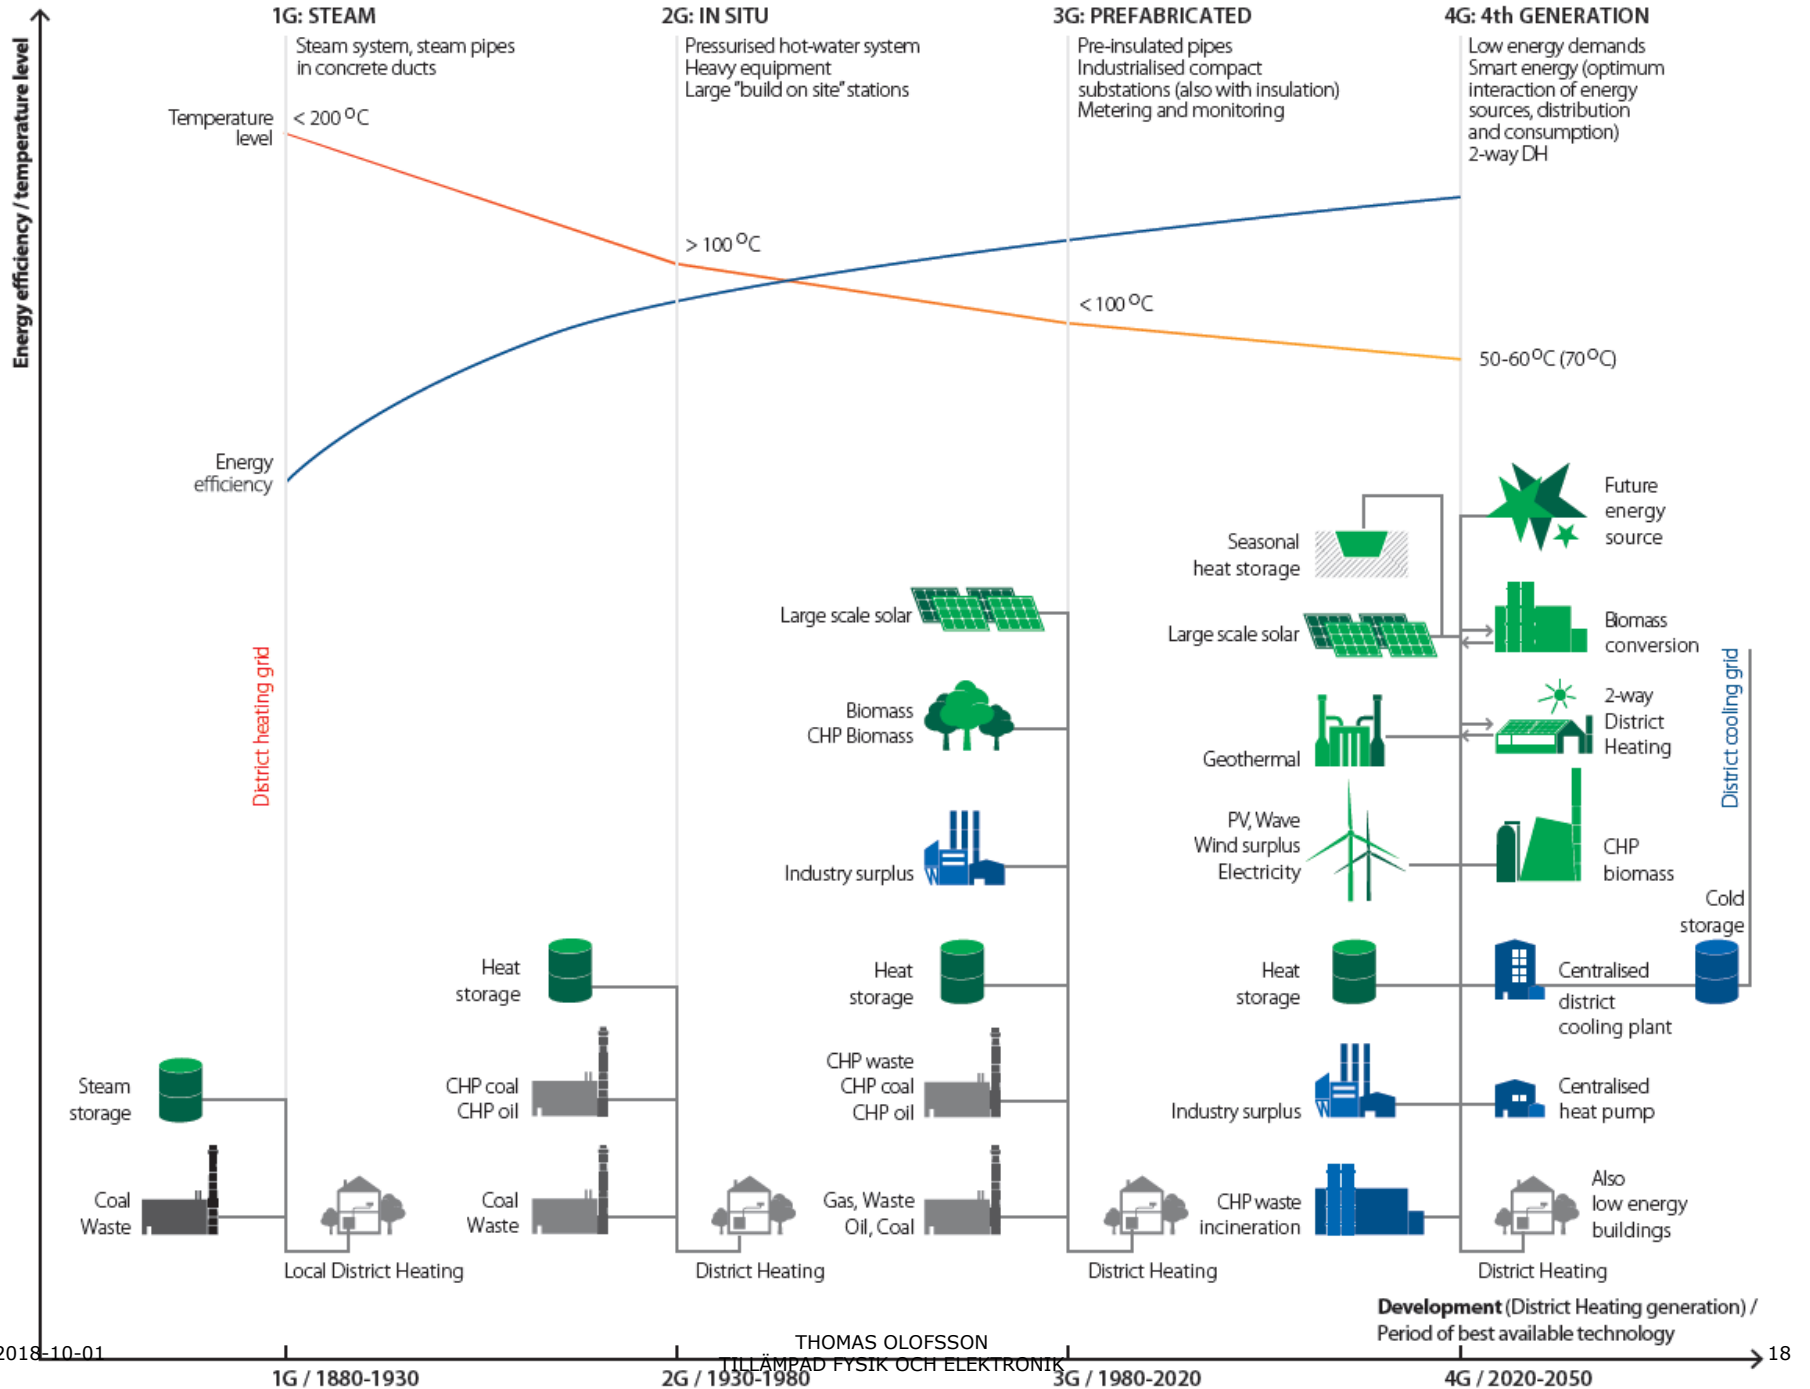 1G: STEAM
Steam system, steam pipes
in concrete ducts
2G: IN SITU
Pressurised hot-water system
Heavy equipment
Large "build on site" stations
3G: PREFABRICATED
Pre-insulated pipes
Industrialised compact
substations (also with insulation)
Metering and monitoring
4G: 4th GENERATION
Low energy demands
Smart energy (optimum
interaction of energy
sources, distribution
and consumption)
2-way DH
Energy efficiency / temperature level
Temperature
level
< 200 °C
> 100 °C
< 100 °C
50-60°C (70°C)
Energy
efficiency
District heating grid
Steam
storage
Coal
Waste
Local District Heating
Heat
storage
CHP coal
CHP oil
Coal
Waste
District Heating
Large scale solar
Biomass
CHP Biomass
Industry surplus
Heat
storage
CHP waste
CHP coal
CHP oil
Gas, Waste
Oil, Coal
District Heating
Seasonal
heat storage
Large scale solar
Geothermal
PV, Wave
Wind surplus
Electricity
Heat
storage
Industry surplus
CHP waste
incineration
Future
energy
source
Biomass
conversion
2-way
District
Heating
CHP
biomass
Cold
storage
Centralised
district
cooling plant
Centralised
heat pump
Also
low energy
buildings
District Heating
District cooling grid
Development (District Heating generation) /
Period of best available technology
2018-10-01
THOMAS OLOFSSON
TILLÄMPAD FYSIK OCH ELEKTRONIK
18
1G / 1880-1930
2G / 1930-1980
3G / 1980-2020
4G / 2020-2050